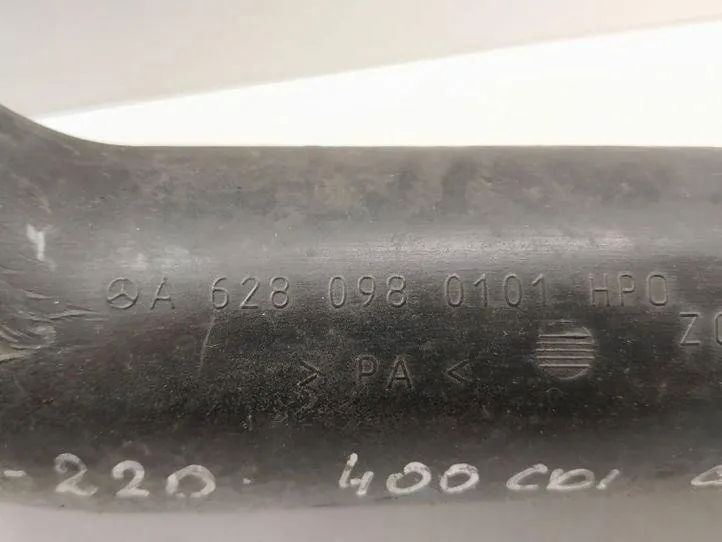 A 628 098 0101 HPO
> PA <
-220 400 CDI